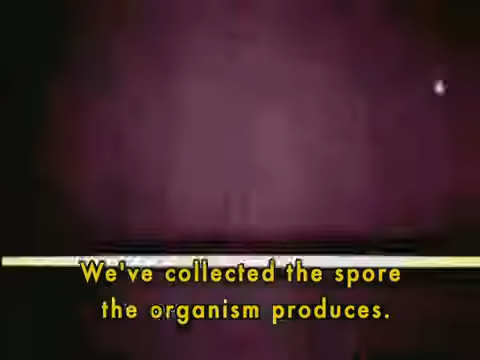 We've collected the spore
the organism produces.